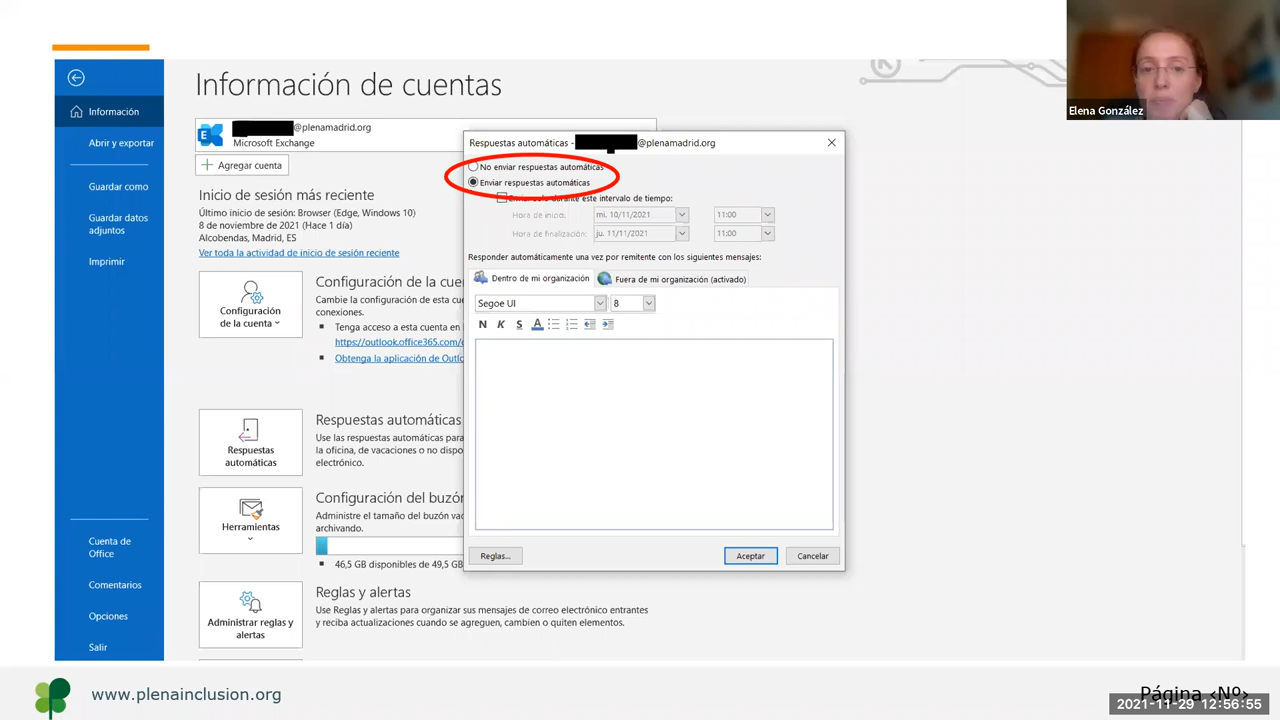 Elena González
Información de cuentas
Información
@plenamadrid.org
Microsoft Exchange
Abrir y exportar
Agregar cuenta
Guardar como
Guardar datos
adjuntos
Imprimir
Inicio de sesión más reciente
Último inicio de sesión: Browser (Edge, Windows 10)
8 de noviembre de 2021 (Hace 1 día)
Alcobendas, Madrid, ES
Ver toda la actividad de inicio de sesión reciente
Configuración
de la cuenta
Configuración de la cue
Cambie la configuración de esta cue
conexiones.
Tenga acceso a esta cuenta en
https://outlook.office365.com/
Obtenga la aplicación de Outlo
Respuestas
automáticas
Respuestas automáticas
Use las respuestas automáticas para
la oficina, de vacaciones o no dispo
electrónico.
Herramientas
Configuración del buzó
Administre el tamaño del buzón vac
archivando.
46,5 GB disponibles de 49,5 GB
Administrar reglas y
alertas
Reglas y alertas
Use Reglas y alertas para organizar sus mensajes de correo electrónico entrantes
y reciba actualizaciones cuando se agreguen, cambien o quiten elementos.
Cuenta de
Office
Comentarios
Opciones
Salir
Respuestas automáticas - @plenamadrid.org
No enviar respuestas automáticas
Enviar respuestas automáticas
Enviar solo durante este intervalo de tiempo:
Hora de inicio: mi. 10/11/2021 11:00
Hora de finalización: ju. 11/11/2021 11:00
Responder automáticamente una vez por remitente con los siguientes mensajes:
Dentro de mi organización Fuera de mi organización (activado)
Segoe UI 8
N K S A
Reglas... Aceptar Cancelar
www.plenainclusion.org
Página ‹Nº›
2021-11-29 12:56:55